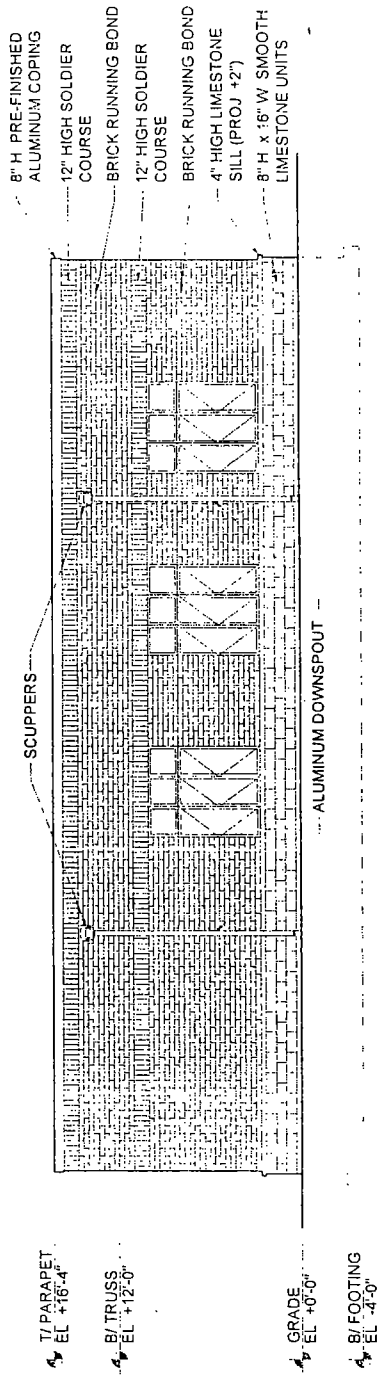 8" H PRE-FINISHED
ALUMINUM COPING
12" HIGH SOLDIER
COURSE
BRICK RUNNING BOND
12" HIGH SOLDIER
COURSE
BRICK RUNNING BOND
4" HIGH LIMESTONE
SILL (PROJ +2")
8" H x 16" W SMOOTH
LIMESTONE UNITS
SCUPPERS
ALUMINUM DOWNSPOUT
T/ PARAPET
EL +16'-4"
B/ TRUSS
EL +12'-0"
GRADE
EL +0'-0"
B/ FOOTING
EL -4'-0"